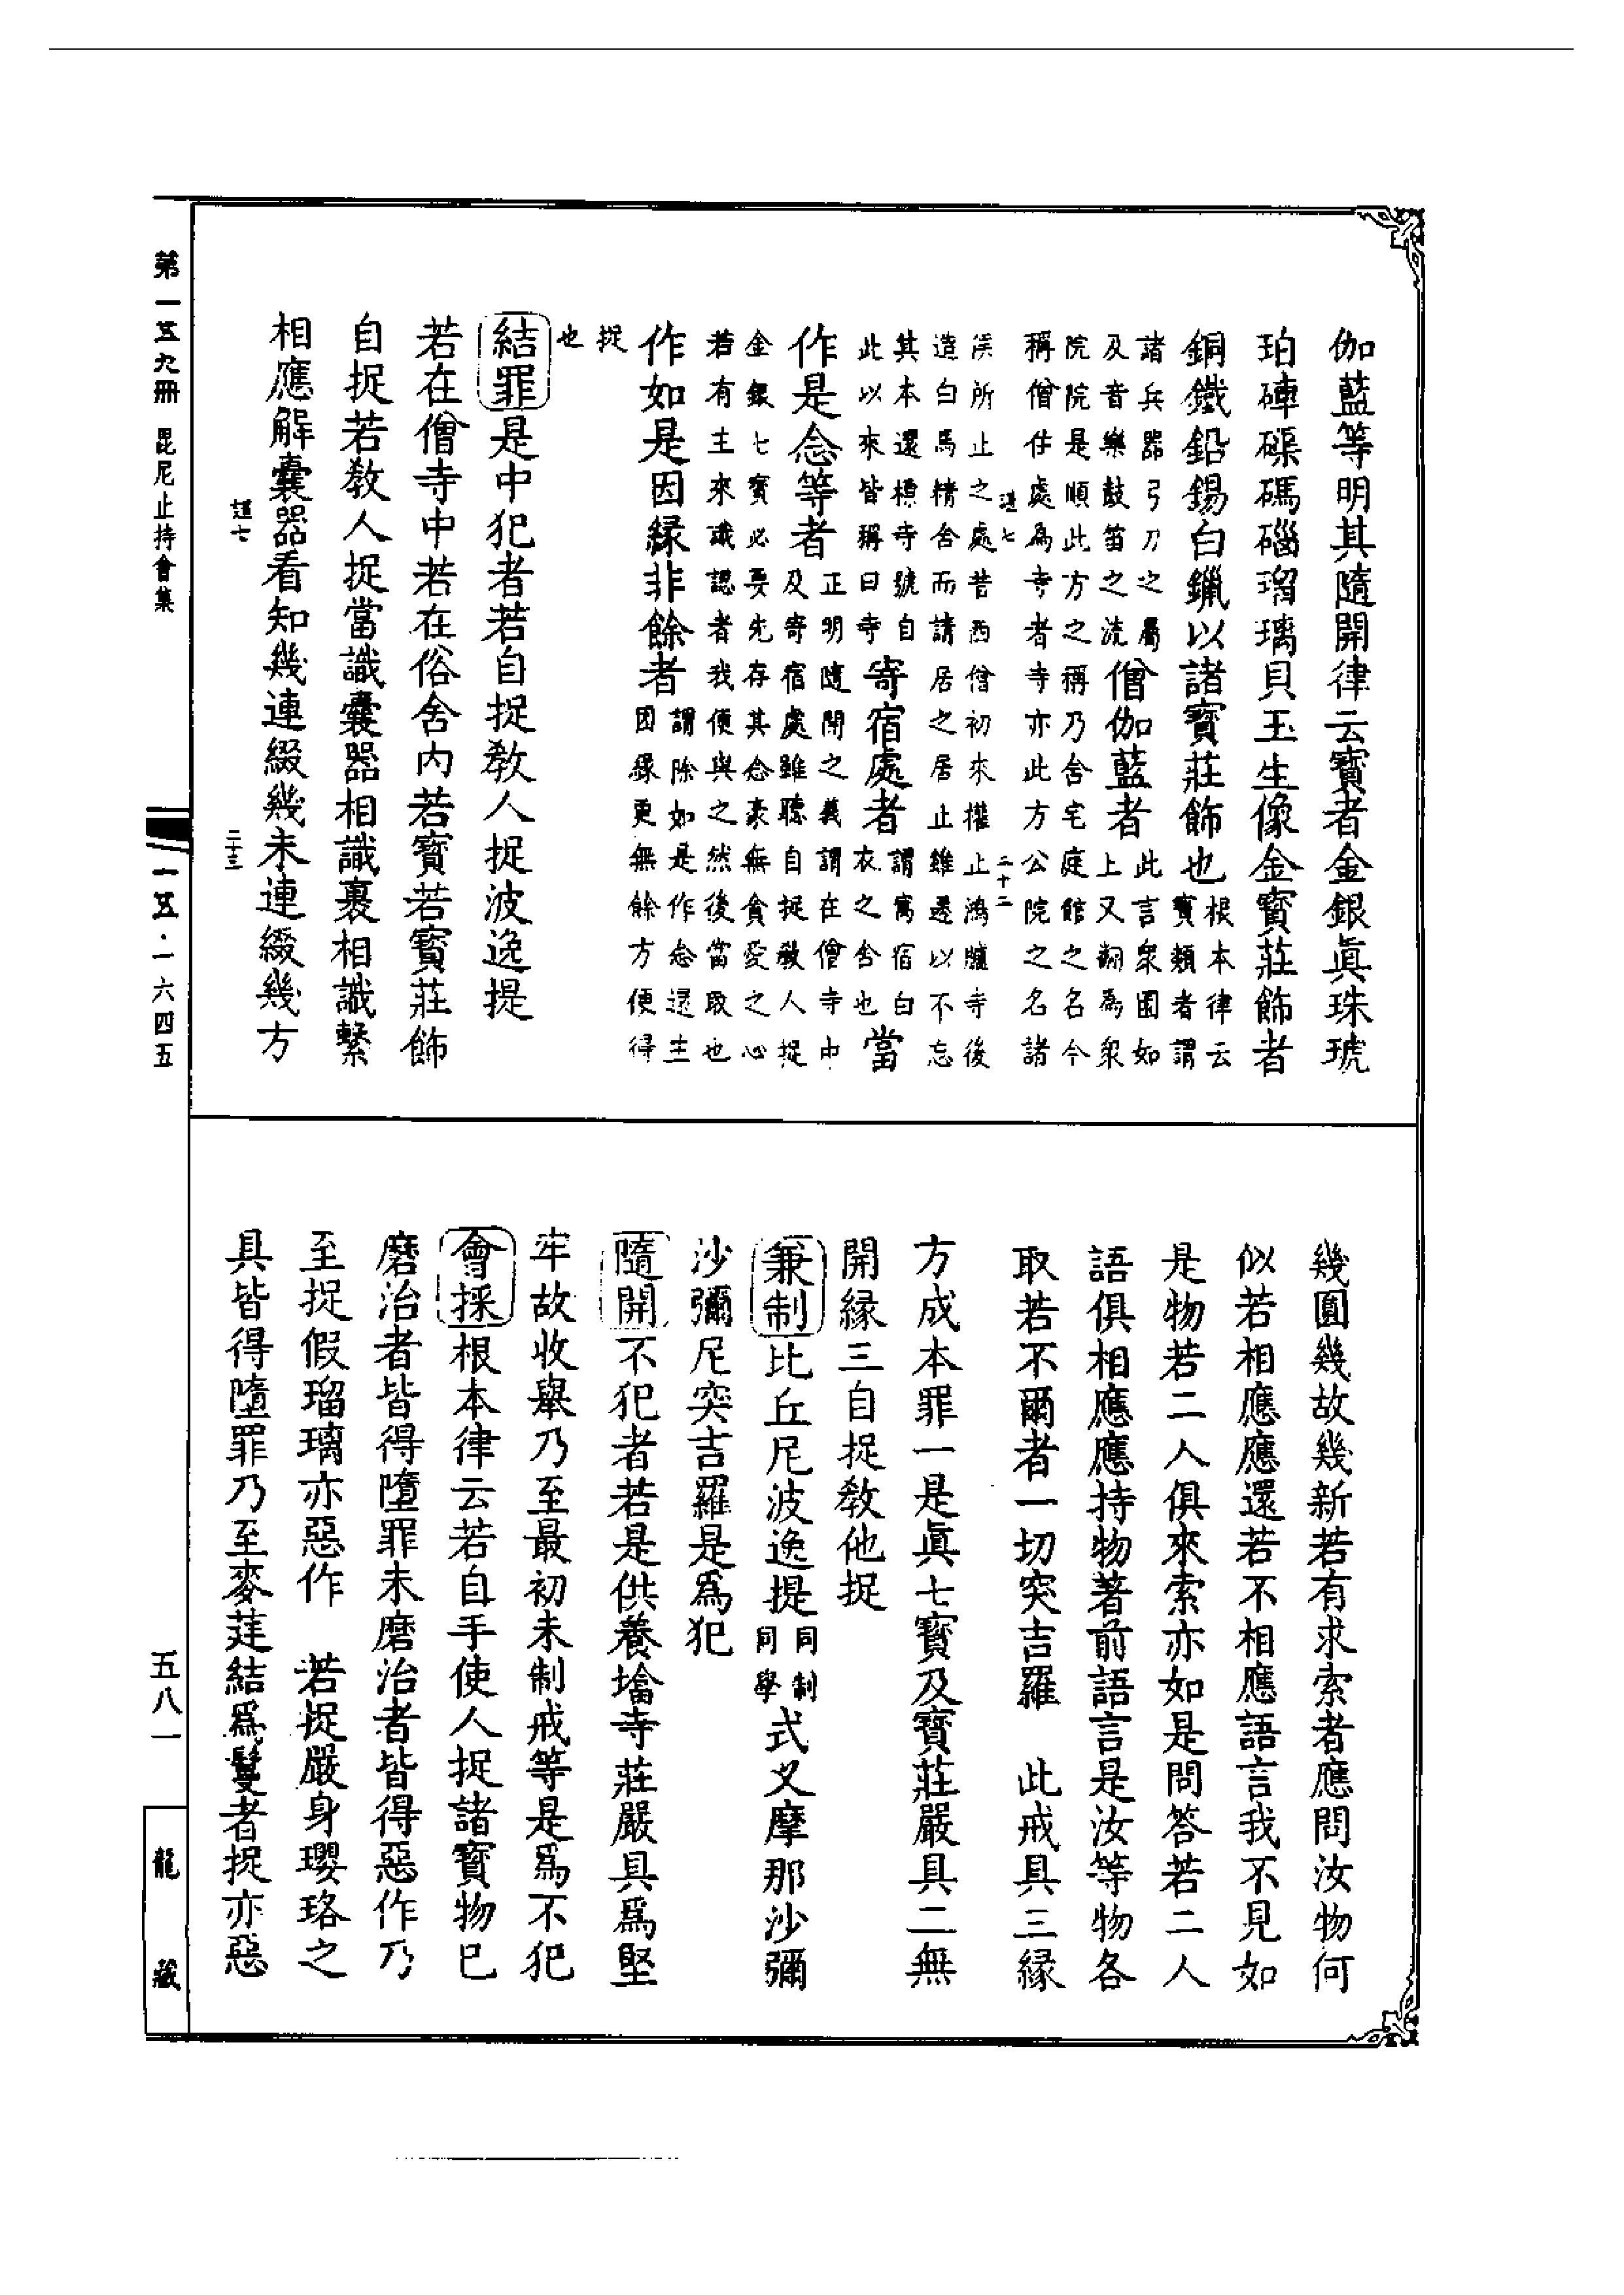 伽藍等明其隨開律云寶者金銀眞珠琥
珀硨磲碼碯瑠璃貝玉生像金寶莊飾者
銅鐵鉛錫白鑞以諸寶莊飾也根本律云寶類者謂
諸兵器弓刀之屬及音樂鼓笛之流僧伽藍者此言衆園如上又翻為衆
院院是順此方之稱乃舍宅庭館之名今稱僧住處為寺者寺亦此方公院之名諸
二十二
侯所止之處昔西僧初來權止鴻臚寺後造白馬精舍而請居之居止雖遷以不忘
其本還標寺號自此以來皆稱曰寺寄宿處者謂寓宿白衣之舍也當
作是念等者正明隨開之義謂在僧寺中及寄宿處雖聽自捉敎人捉
金銀七寶必要先存其念豪無貪愛之心若有主來識認者我便與之然後當取也
作如是因緣非餘者謂除如是作念還主因緣更無餘方便得
捉也
結罪是中犯者若自捉敎人捉波逸提
若在僧寺中若在俗舍內若寶若寶莊飾
自捉若敎人捉當識囊器相識裹相識繫
相應解囊器看知幾連綴幾未連綴幾方
二十三
幾圓幾故幾新若有求索者應問汝物何
似若相應應還若不相應語言我不見如
是物若二人俱來索亦如是問答若二人
語俱相應應持物著前語言是汝等物各
取若不爾者一切突吉羅 此戒具三緣
方成本罪一是眞七寶及寶莊嚴具二無
開緣三自捉敎他捉
兼制比丘尼波逸提同制同學式叉摩那沙彌
沙彌尼突吉羅是爲犯
隨開不犯者若是供養墖寺莊嚴具爲堅
牢故收舉乃至最初未制戒等是爲不犯
會採根本律云若自手使人捉諸寶物已
磨治者皆得墮罪未磨治者皆得惡作乃
至捉假瑠璃亦惡作 若捉嚴身瓔珞之
具皆得墮罪乃至麥莛結爲鬘者捉亦惡
第一五六冊 毘尼止持會集
一五·一六四五
五八一
龍藏